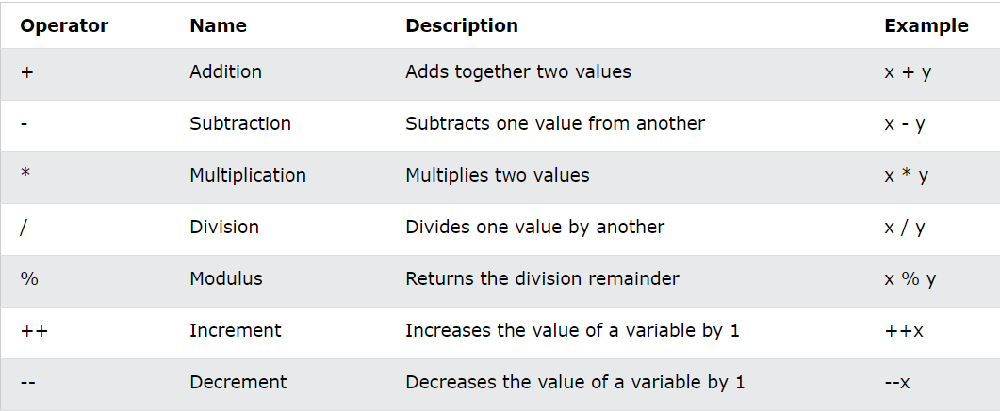 Operator Name Description Example
+ Addition Adds together two values x + y
- Subtraction Subtracts one value from another x - y
* Multiplication Multiplies two values x * y
/ Division Divides one value by another x / y
% Modulus Returns the division remainder x % y
++ Increment Increases the value of a variable by 1 ++x
-- Decrement Decreases the value of a variable by 1 --x